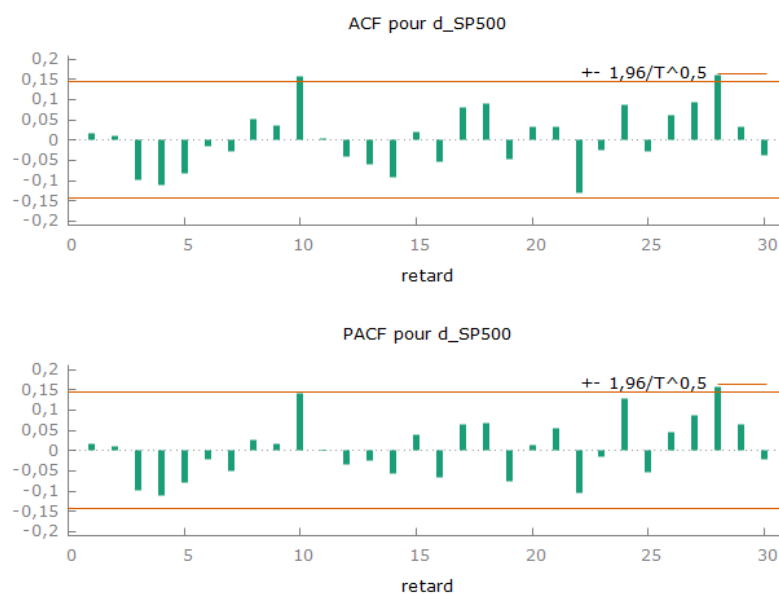 ACF pour d_SP500
0,2
+- 1,96/T^0,5
0,15
0,1
0,05
0
-0,05
-0,1
-0,15
-0,2
0 5 10 15 20 25 30
retard
PACF pour d_SP500
0,2
+- 1,96/T^0,5
0,15
0,1
0,05
0
-0,05
-0,1
-0,15
-0,2
0 5 10 15 20 25 30
retard